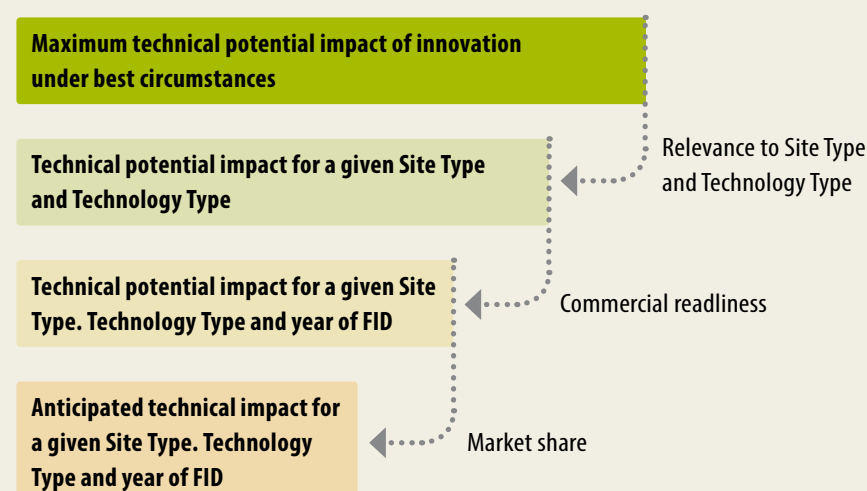 Maximum technical potential impact of innovation
under best circumstances
Relevance to Site Type
and Technology Type
Technical potential impact for a given Site Type
and Technology Type
Commercial readliness
Technical potential impact for a given Site
Type. Technology Type and year of FID
Market share
Anticipated technical impact for
a given Site Type. Technology
Type and year of FID